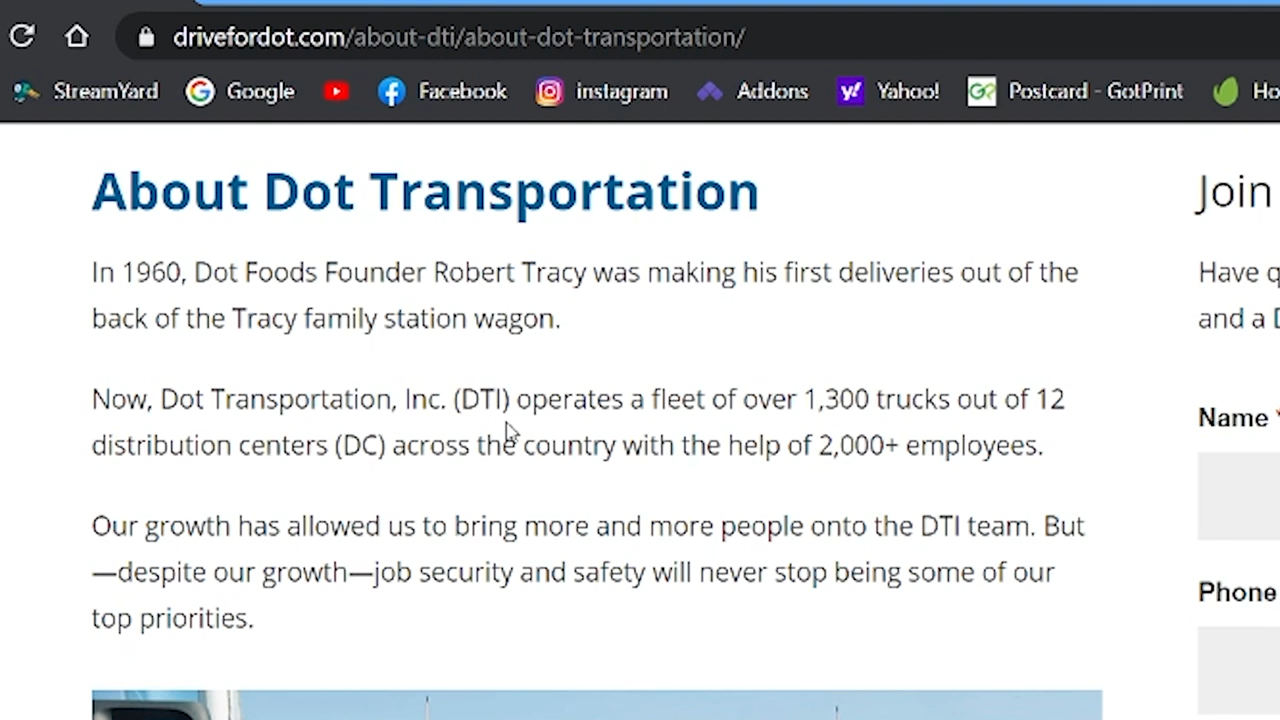 drivefordot.com/about-dti/about-dot-transportation/
StreamYard Google Facebook instagram Addons Yahoo! Postcard - GotPrint Ho
About Dot Transportation
In 1960, Dot Foods Founder Robert Tracy was making his first deliveries out of the
back of the Tracy family station wagon.
Now, Dot Transportation, Inc. (DTI) operates a fleet of over 1,300 trucks out of 12
distribution centers (DC) across the country with the help of 2,000+ employees.
Our growth has allowed us to bring more and more people onto the DTI team. But
—despite our growth—job security and safety will never stop being some of our
top priorities.
Join
Have q
and a D
Name *
Phone